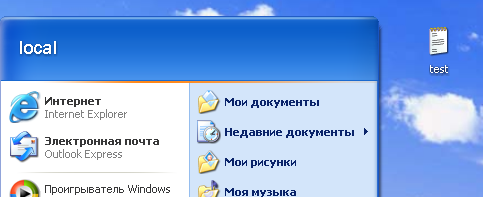 local
test
Интернет
Internet Explorer
Электронная почта
Outlook Express
Проигрыватель Windows
Мои документы
Недавние документы
Мои рисунки
Моя музыка